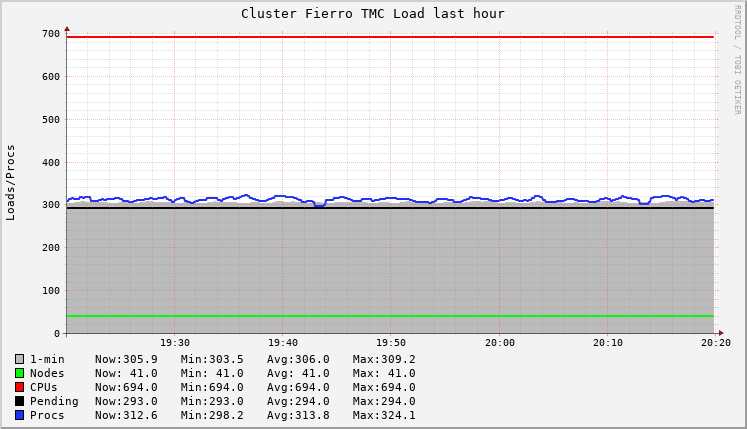 Cluster Fierro TMC Load last hour
RRDTOOL / TOBI OETIKER
Loads/Procs
700
600
500
400
300
200
100
0
19:30 19:40 19:50 20:00 20:10 20:20
1-min Now:305.9 Min:303.5 Avg:306.0 Max:309.2
Nodes Now: 41.0 Min: 41.0 Avg: 41.0 Max: 41.0
CPUs Now:694.0 Min:694.0 Avg:694.0 Max:694.0
Pending Now:293.0 Min:293.0 Avg:294.0 Max:294.0
Procs Now:312.6 Min:298.2 Avg:313.8 Max:324.1